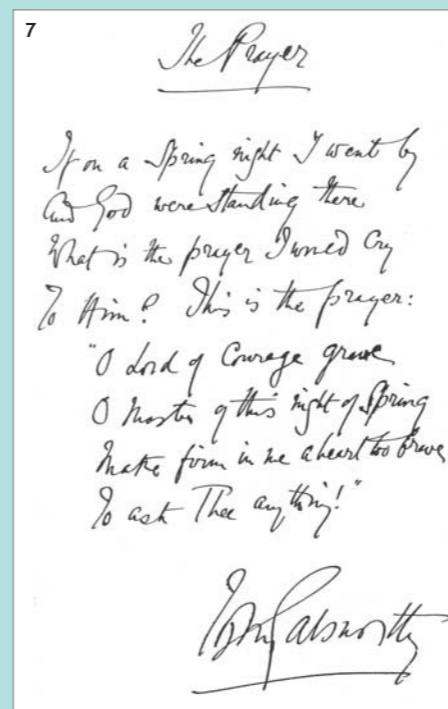 7
The Prayer
If on a Spring night I went by
And God were standing there
What is the prayer I would cry
To Him? This is the prayer:
"O Lord of Courage grave,
O Master of this night of Spring
Make firm in me a heart too brave
To ask Thee anything!"
John Galsworthy